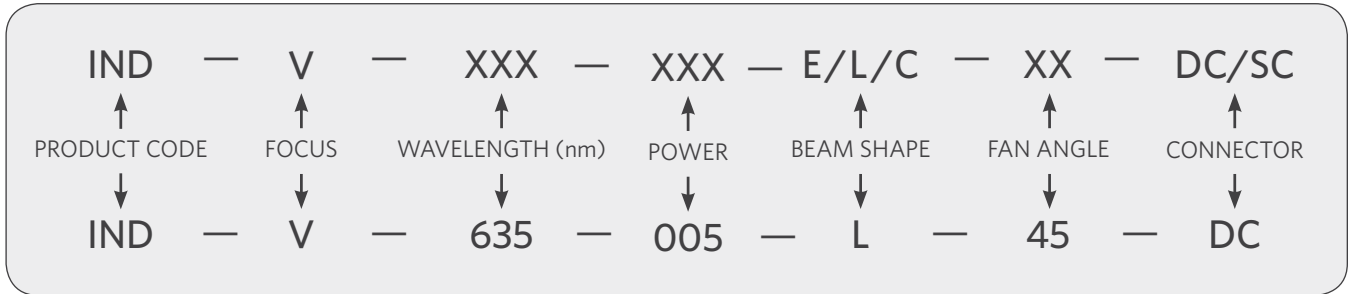 IND — V — XXX — XXX — E/L/C — XX — DC/SC
PRODUCT CODE FOCUS WAVELENGTH (nm) POWER BEAM SHAPE FAN ANGLE CONNECTOR
IND — V — 635 — 005 — L — 45 — DC